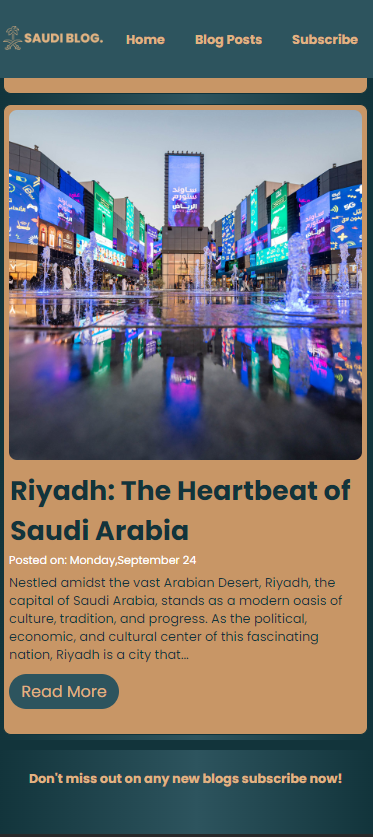 SAUDI BLOG.
Home
Blog Posts
Subscribe
ساوند
ستورم
الرياض
Riyadh: The Heartbeat of
Saudi Arabia
Posted on: Monday,September 24
Nestled amidst the vast Arabian Desert, Riyadh, the
capital of Saudi Arabia, stands as a modern oasis of
culture, tradition, and progress. As the political,
economic, and cultural center of this fascinating
nation, Riyadh is a city that...
Read More
Don't miss out on any new blogs subscribe now!